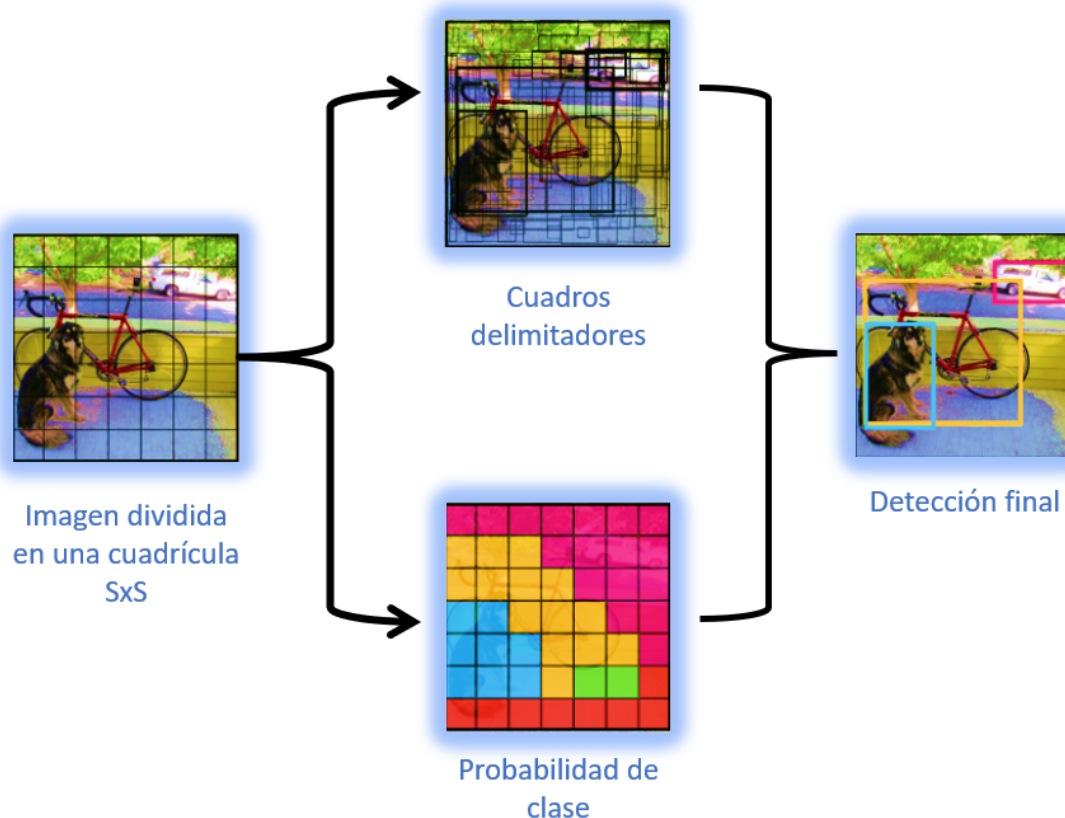 Cuadros
delimitadores
Imagen dividida
en una cuadrícula
SxS
Detección final
Probabilidad de
clase